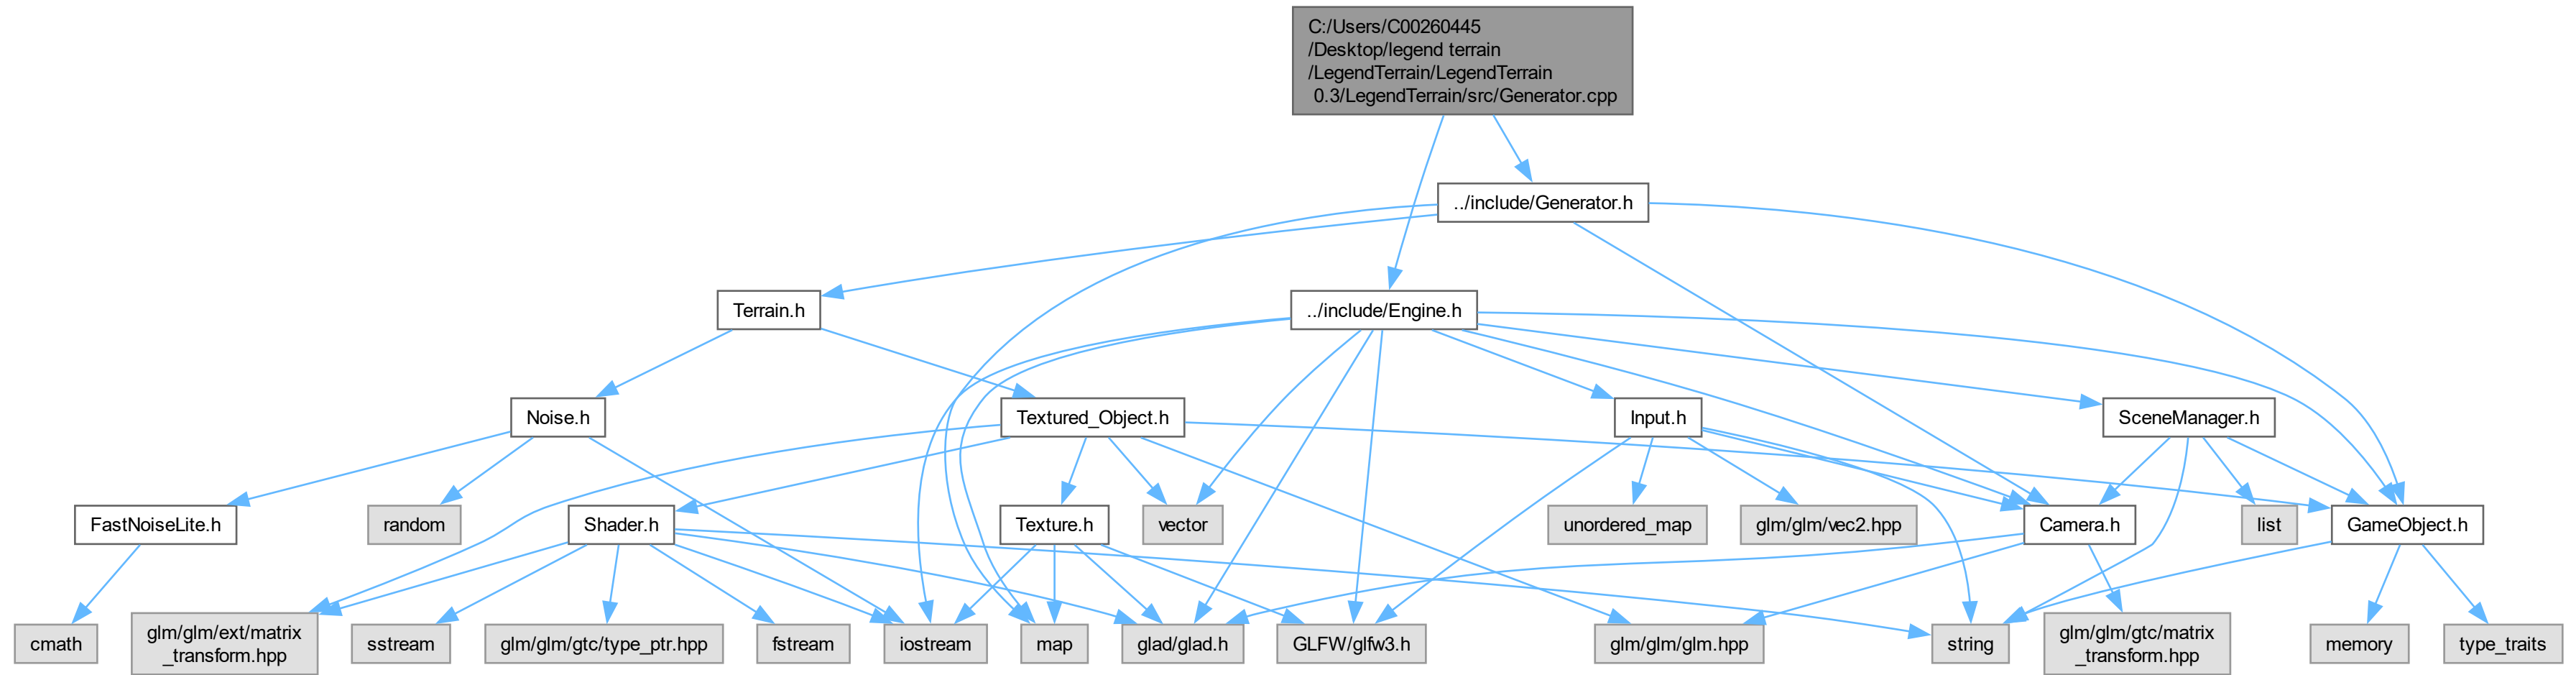 C:/Users/C00260445
/Desktop/legend terrain
/LegendTerrain/LegendTerrain
0.3/LegendTerrain/src/Generator.cpp
../include/Generator.h
Terrain.h
../include/Engine.h
Noise.h
Textured_Object.h
Input.h
SceneManager.h
FastNoiseLite.h
random
Shader.h
Texture.h
vector
unordered_map
glm/glm/vec2.hpp
Camera.h
list
GameObject.h
cmath
glm/glm/ext/matrix
_transform.hpp
sstream
glm/glm/gtc/type_ptr.hpp
fstream
iostream
map
glad/glad.h
GLFW/glfw3.h
glm/glm/glm.hpp
string
glm/glm/gtc/matrix
_transform.hpp
memory
type_traits